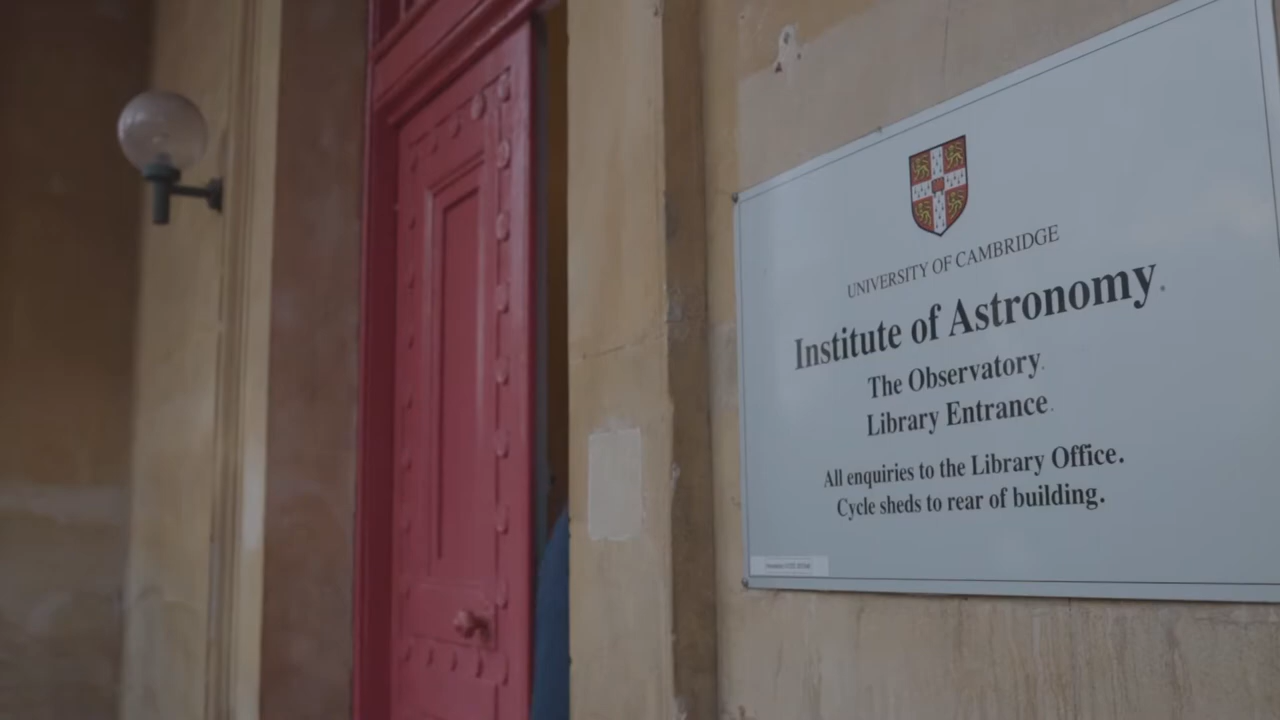 UNIVERSITY OF CAMBRIDGE
Institute of Astronomy.
The Observatory.
Library Entrance.
All enquiries to the Library Office.
Cycle sheds to rear of building.